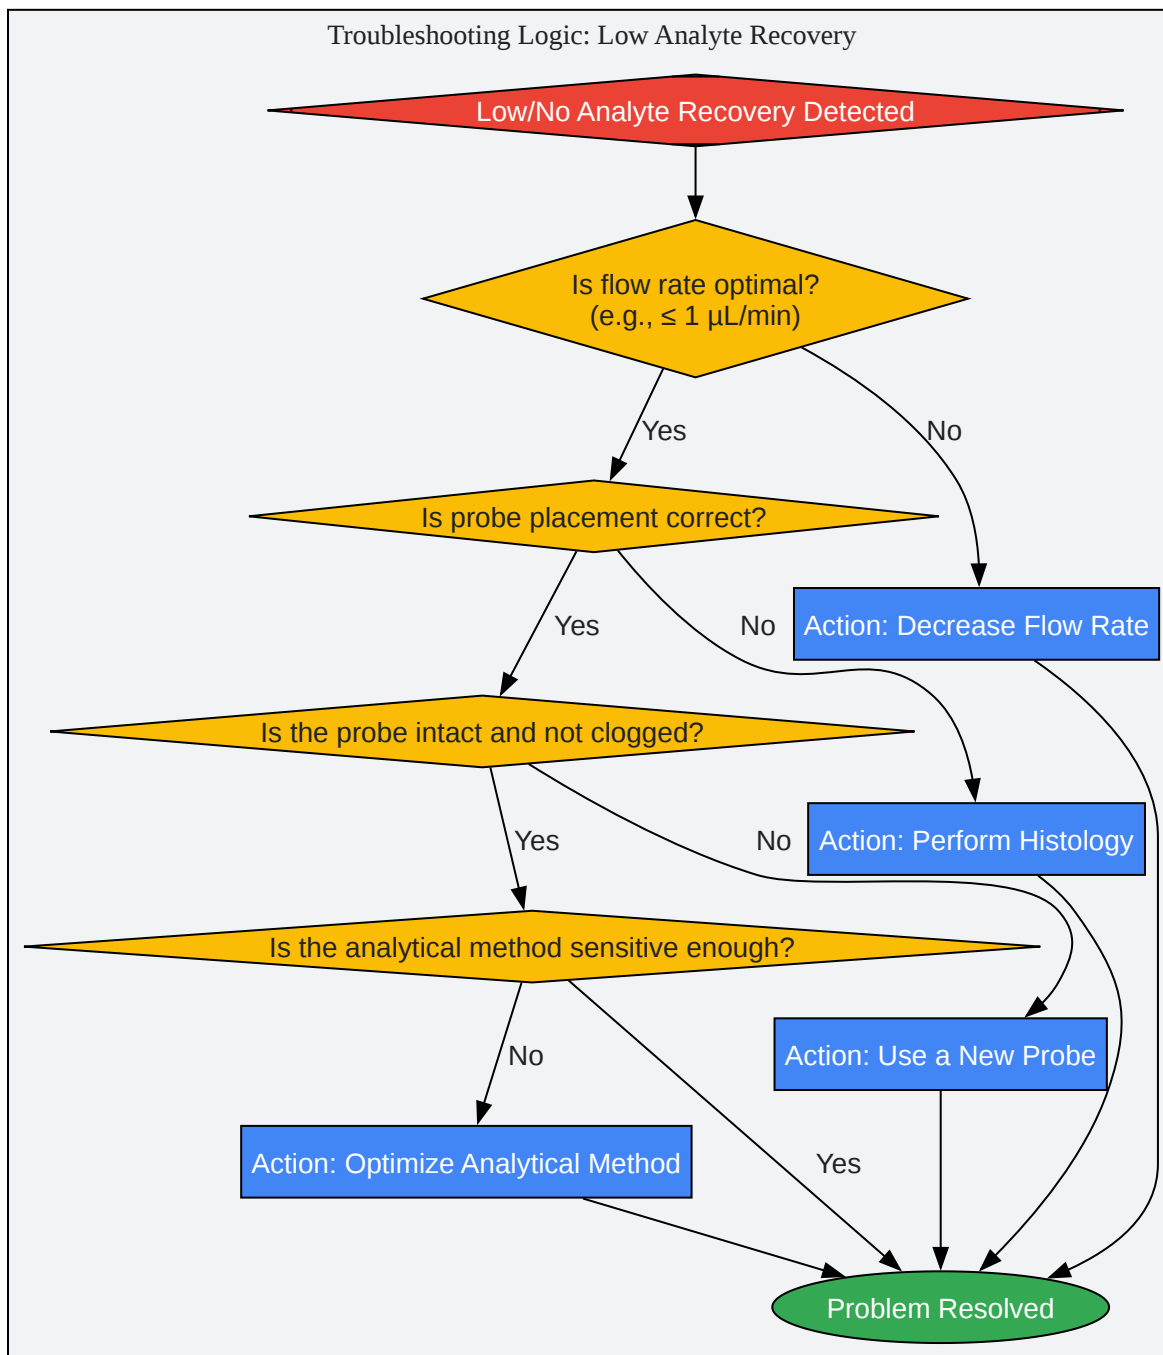 Troubleshooting Logic: Low Analyte Recovery
Low/No Analyte Recovery Detected
Is flow rate optimal?
(e.g., ≤ 1 µL/min)
Yes
No
Is probe placement correct?
Yes
No
Action: Decrease Flow Rate
Is the probe intact and not clogged?
Yes
No
Action: Perform Histology
Is the analytical method sensitive enough?
No
Action: Use a New Probe
Action: Optimize Analytical Method
Yes
Problem Resolved